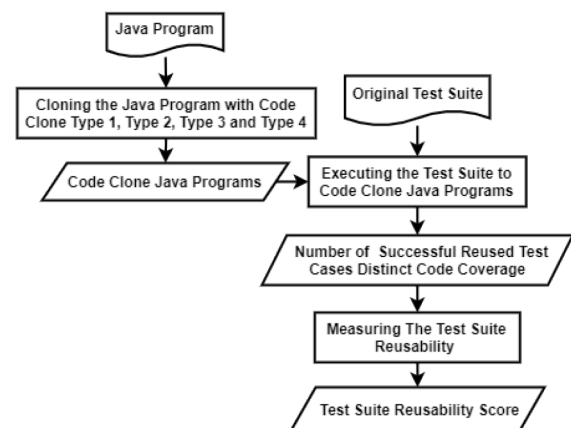 Java Program
Cloning the Java Program with Code
Clone Type 1, Type 2, Type 3 and Type 4
Original Test Suite
Code Clone Java Programs
Executing the Test Suite to
Code Clone Java Programs
Number of Successful Reused Test
Cases Distinct Code Coverage
Measuring The Test Suite
Reusability
Test Suite Reusability Score